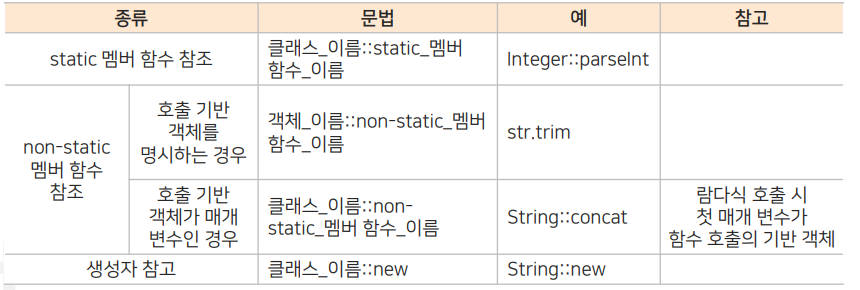 종류 문법 예 참고
static 멤버 함수 참조
클래스_이름::static_멤버
함수_이름
Integer::parseInt
non-static
멤버 함수
참조
호출 기반
객체를
명시하는 경우
객체_이름::non-static_멤버
함수_이름
str.trim
호출 기반
객체가 매개
변수인 경우
클래스_이름::non-
static_멤버 함수_이름
String::concat
람다식 호출 시
첫 매개 변수가
함수 호출의 기반 객체
생성자 참고
클래스_이름::new
String::new